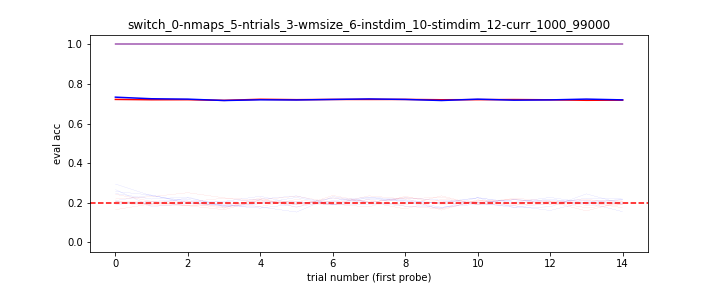 switch_0-nmaps_5-ntrials_3-wmsize_6-instdim_10-stimdim_12-curr_1000_99000
eval acc
1.0
0.8
0.6
0.4
0.2
0.0
0 2 4 6 8 10 12 14
trial number (first probe)